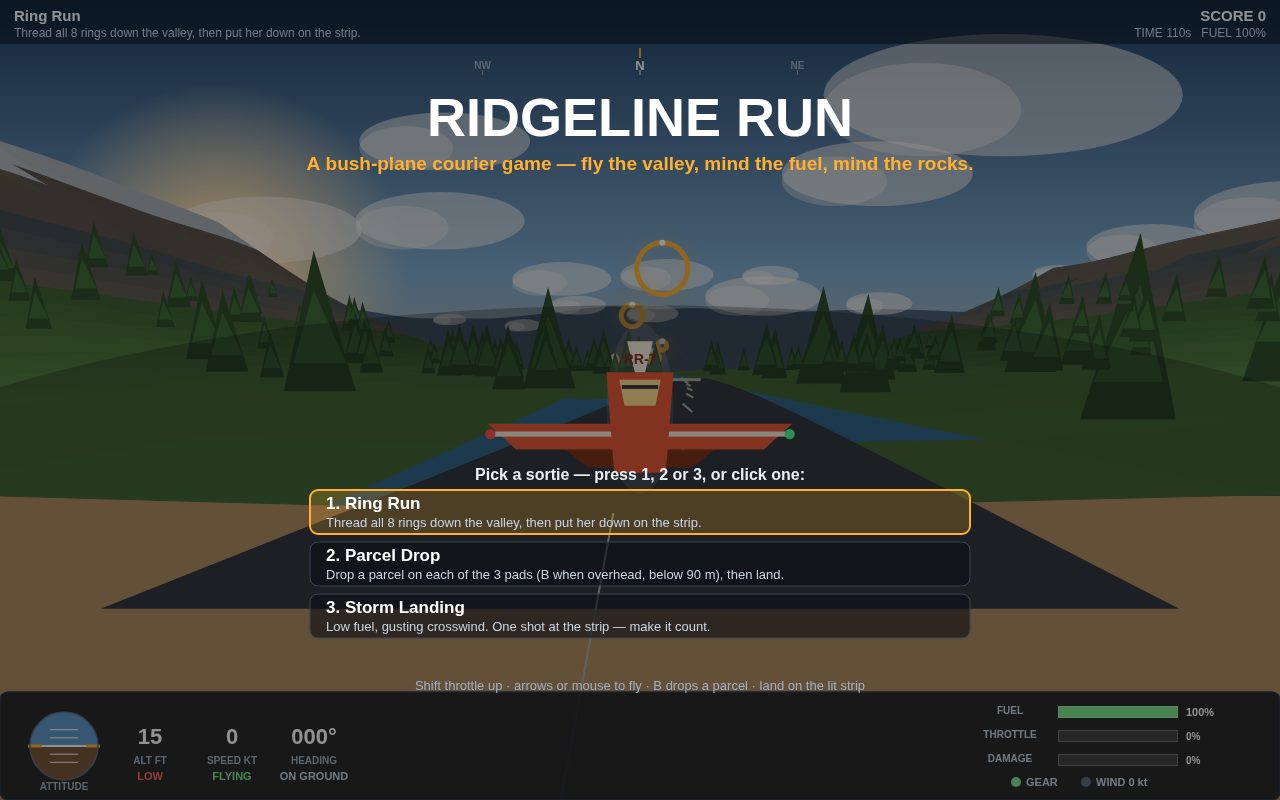 Ring Run
SCORE 0
Thread all 8 rings down the valley, then put her down on the strip.
TIME 110s FUEL 100%
NW N NE
RIDGELINE RUN
A bush-plane courier game — fly the valley, mind the fuel, mind the rocks.
Pick a sortie — press 1, 2 or 3, or click one:
1. Ring Run
Thread all 8 rings down the valley, then put her down on the strip.
2. Parcel Drop
Drop a parcel on each of the 3 pads (B when overhead, below 90 m), then land.
3. Storm Landing
Low fuel, gusting crosswind. One shot at the strip — make it count.
Shift throttle up · arrows or mouse to fly · B drops a parcel · land on the lit strip
ATTITUDE
15
ALT FT
LOW
0
SPEED KT
FLYING
000°
HEADING
ON GROUND
FUEL 100%
THROTTLE 0%
DAMAGE 0%
GEAR WIND 0 kt